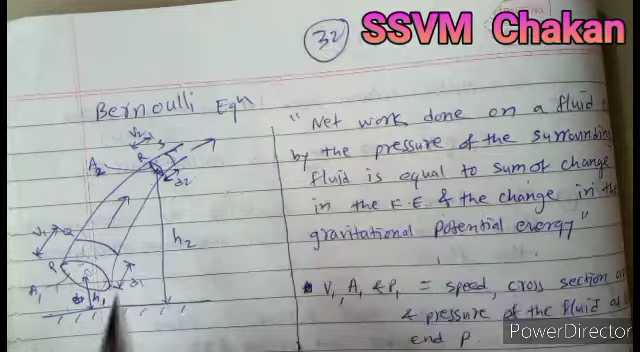 32
SSVM Chakan
Bernoulli Eqn
"Net work done on a fluid
by the pressure of the surrounding
fluid is equal to sum of change
in the K.E. & the change in the
gravitational potential energy"
V1, A1 & P1 = speed, cross section
& pressure of the fluid at
end P.
V2
A2
h2
V1
A1
h1
PowerDirector